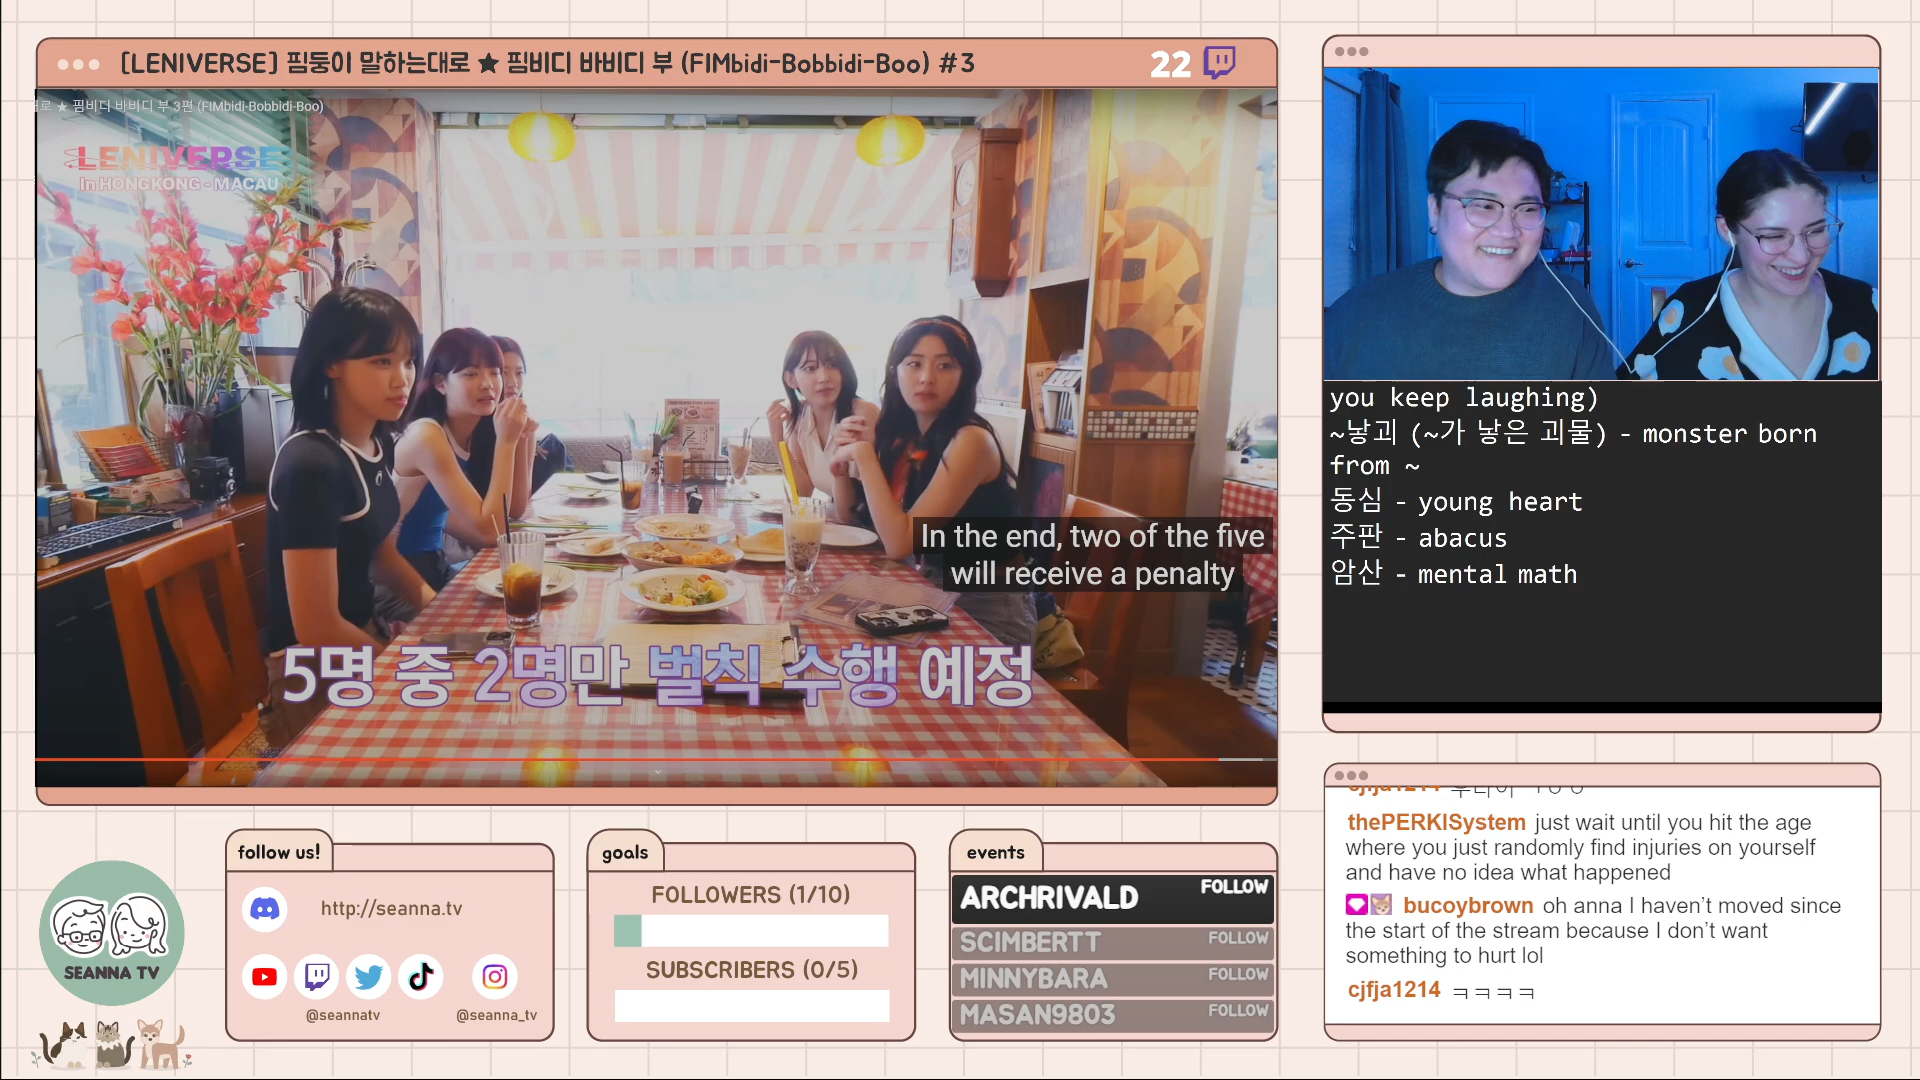 [LENIVERSE] 핌둥이 말하는대로 ★ 핌비디 바비디 부 (FIMbidi-Bobbidi-Boo) #3
22
로 ★ 핌비디 바비디 부 3편 (FIMbidi-Bobbidi-Boo)
LENIVERSE
In HONGKONG - MACAU
In the end, two of the five
will receive a penalty
5명 중 2명만 벌칙 수행 예정
you keep laughing)
~낳괴 (~가 낳은 괴물) - monster born
from ~
동심 - young heart
주판 - abacus
암산 - mental math
cjfja1214
thePERKISystem just wait until you hit the age
where you just randomly find injuries on yourself
and have no idea what happened
bucoybrown oh anna I haven't moved since
the start of the stream because I don't want
something to hurt lol
cjfja1214 ㅋㅋㅋㅋ
SEANNA TV
follow us!
http://seanna.tv
@seannatv
@seanna_tv
goals
FOLLOWERS (1/10)
SUBSCRIBERS (0/5)
events
ARCHRIVALD FOLLOW
SCIMBERTT FOLLOW
MINNYBARA FOLLOW
MASAN9803 FOLLOW